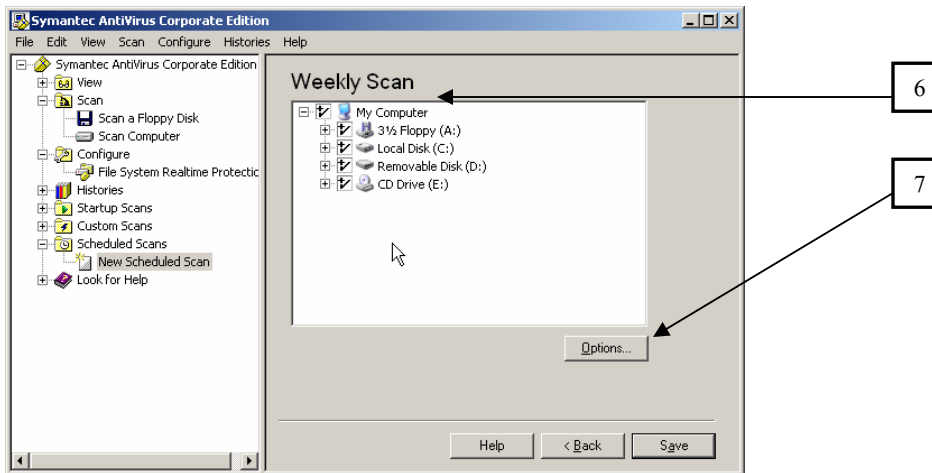 Symantec AntiVirus Corporate Edition
File Edit View Scan Configure Histories Help
Symantec AntiVirus Corporate Edition
View
Scan
Scan a Floppy Disk
Scan Computer
Configure
File System Realtime Protectic
Histories
Startup Scans
Custom Scans
Scheduled Scans
New Scheduled Scan
Look for Help
Weekly Scan
My Computer
3½ Floppy (A:)
Local Disk (C:)
Removable Disk (D:)
CD Drive (E:)
Options...
Help < Back Save
6
7